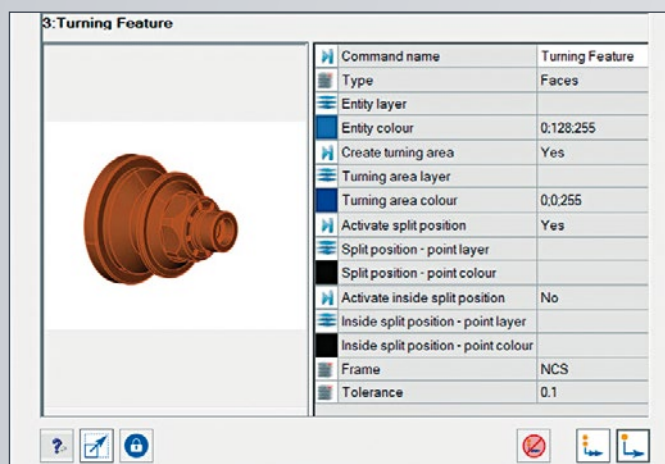 3:Turning Feature
Command name Turning Feature
Type Faces
Entity layer
Entity colour 0;128;255
Create turning area Yes
Turning area layer
Turning area colour 0;0;255
Activate split position Yes
Split position - point layer
Split position - point colour
Activate inside split position No
Inside split position - point layer
Inside split position - point colour
Frame NCS
Tolerance 0.1
?